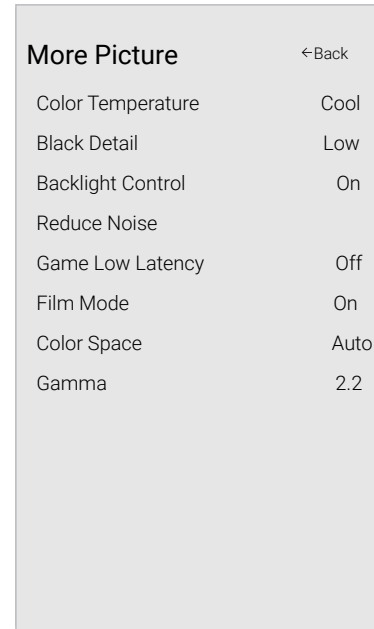 More Picture ←Back
Color Temperature Cool
Black Detail Low
Backlight Control On
Reduce Noise
Game Low Latency Off
Film Mode On
Color Space Auto
Gamma 2.2